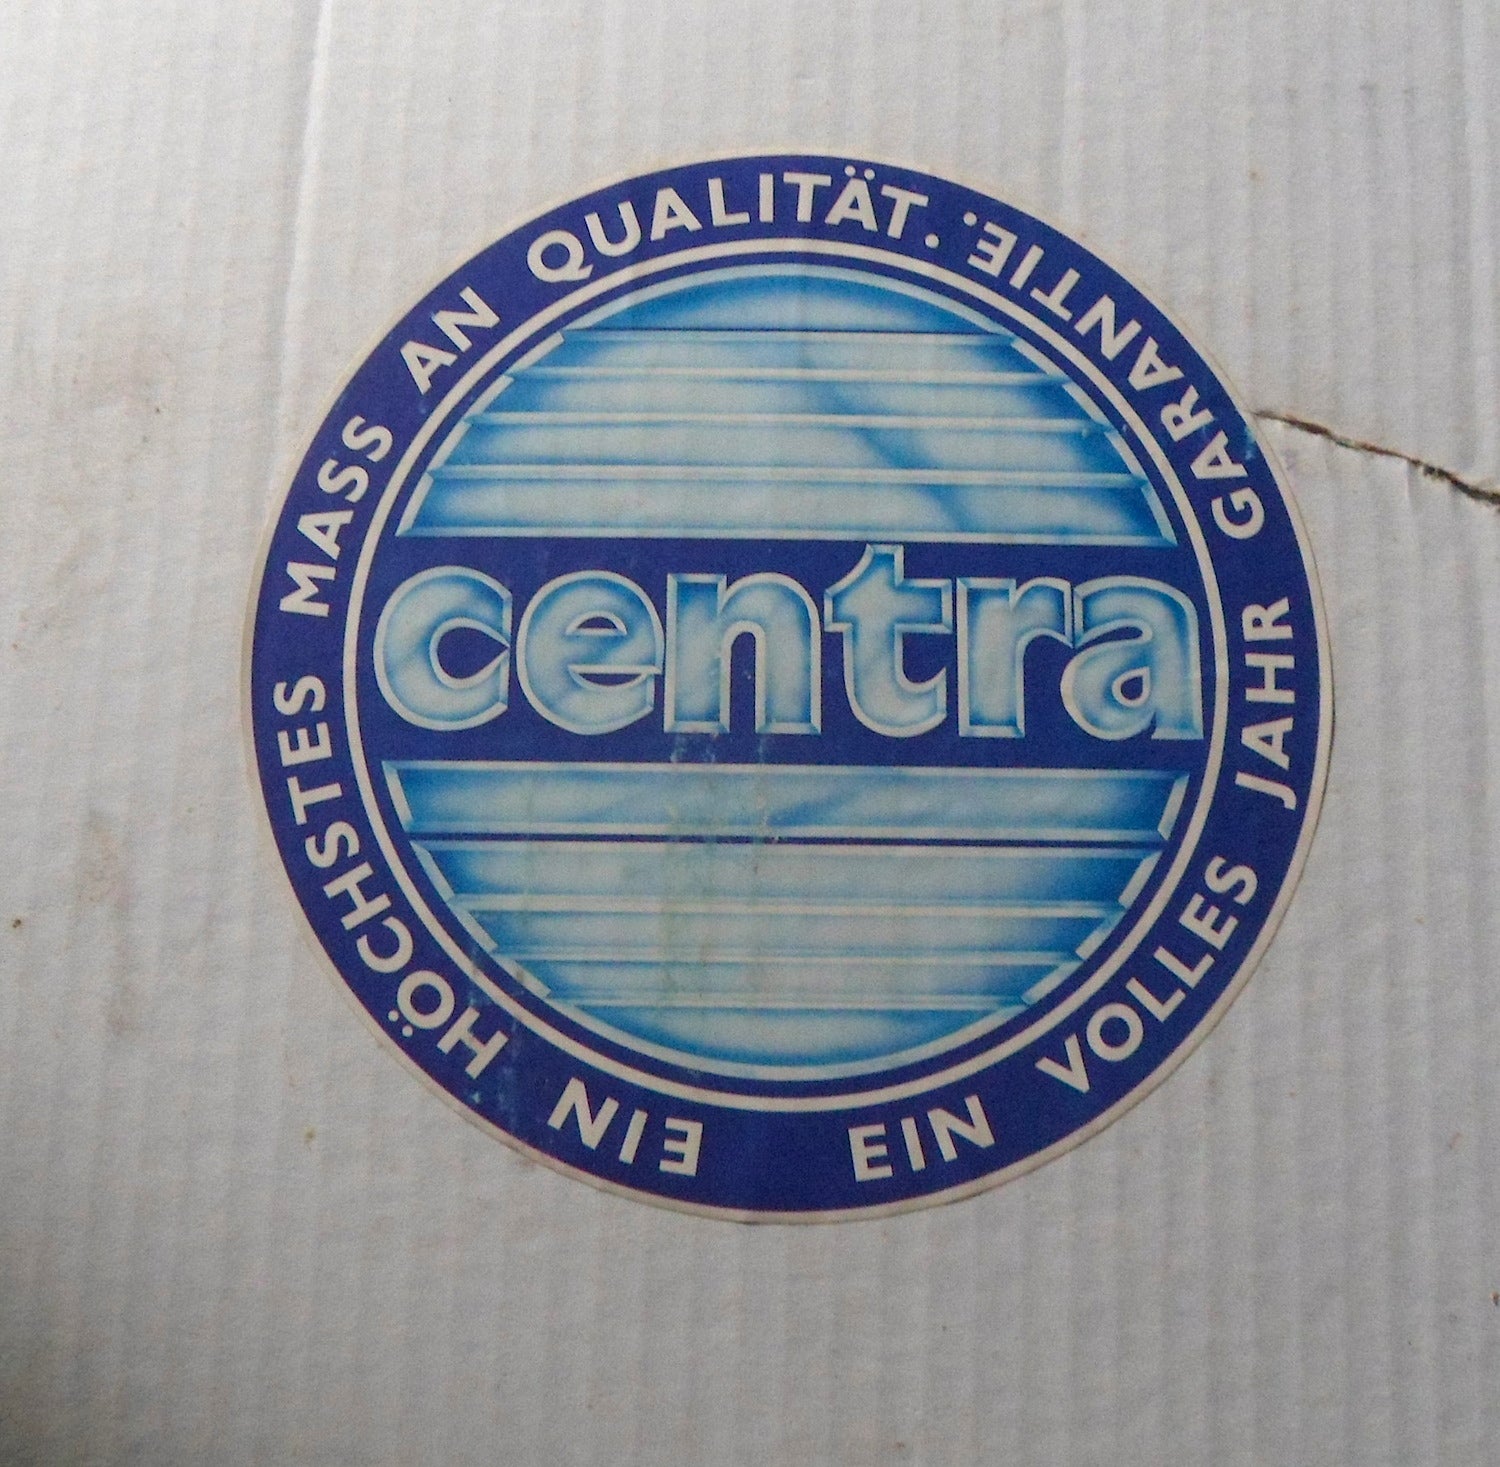 EIN HÖCHSTES MASS AN QUALITÄT.
EIN VOLLES JAHR GARANTIE.
centra